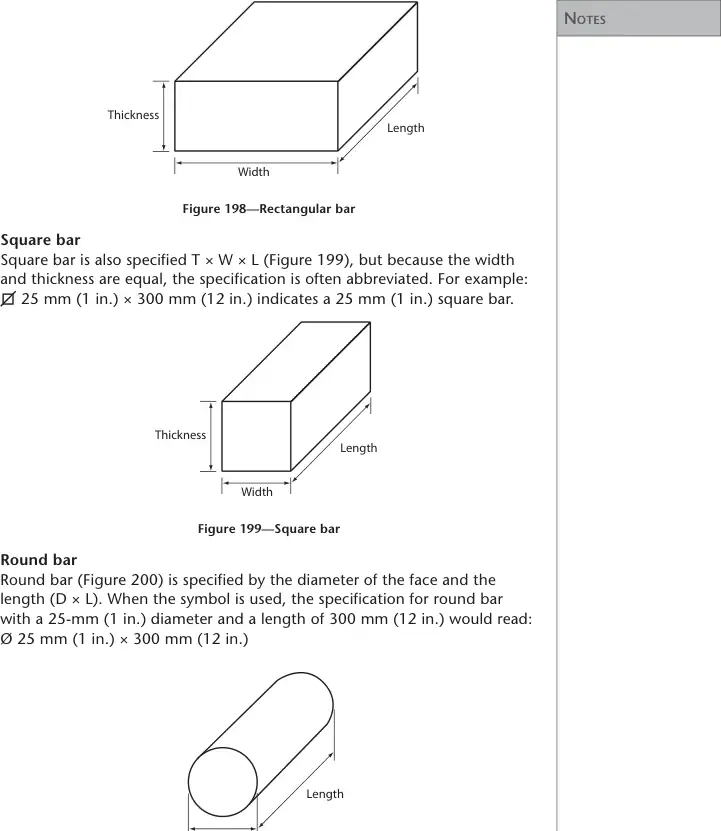 NOTES
Thickness
Length
Width
Figure 198—Rectangular bar
Square bar
Square bar is also specified T × W × L (Figure 199), but because the width
and thickness are equal, the specification is often abbreviated. For example:
25 mm (1 in.) × 300 mm (12 in.) indicates a 25 mm (1 in.) square bar.
Thickness
Length
Width
Figure 199—Square bar
Round bar
Round bar (Figure 200) is specified by the diameter of the face and the
length (D × L). When the symbol is used, the specification for round bar
with a 25-mm (1 in.) diameter and a length of 300 mm (12 in.) would read:
Ø 25 mm (1 in.) × 300 mm (12 in.)
Length